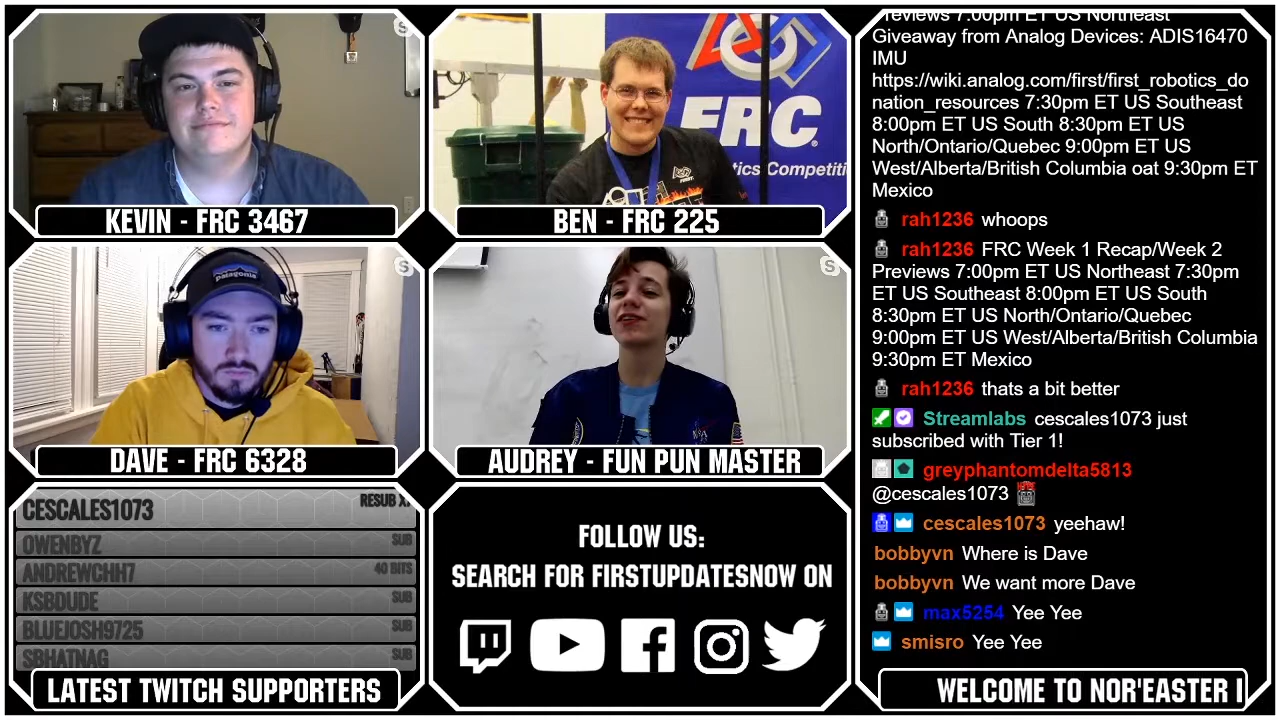 KEVIN - FRC 3467
FRC
tics Competiti
FIRST
BEN - FRC 225
patagonia
DAVE - FRC 6328
AUDREY - FUN PUN MASTER
CESCALES1073
RESUB X
OWENBYZ
SUB
ANDREWCHH7
40 BITS
KSBDUDE
SUB
BLUEJOSH9725
SUB
SBHATNAG
SUB
LATEST TWITCH SUPPORTERS
FOLLOW US:
SEARCH FOR FIRSTUPDATESNOW ON
Previews 7:00pm ET US Northeast
Giveaway from Analog Devices: ADIS16470
IMU
https://wiki.analog.com/first/first_robotics_do
nation_resources 7:30pm ET US Southeast
8:00pm ET US South 8:30pm ET US
North/Ontario/Quebec 9:00pm ET US
West/Alberta/British Columbia oat 9:30pm ET
Mexico
rah1236 whoops
rah1236 FRC Week 1 Recap/Week 2
Previews 7:00pm ET US Northeast 7:30pm
ET US Southeast 8:00pm ET US South
8:30pm ET US North/Ontario/Quebec
9:00pm ET US West/Alberta/British Columbia
9:30pm ET Mexico
rah1236 thats a bit better
Streamlabs cescales1073 just
subscribed with Tier 1!
greyphantomdelta5813
@cescales1073
cescales1073 yeehaw!
bobbyvn Where is Dave
bobbyvn We want more Dave
max5254 Yee Yee
smisro Yee Yee
WELCOME TO NOR'EASTER I